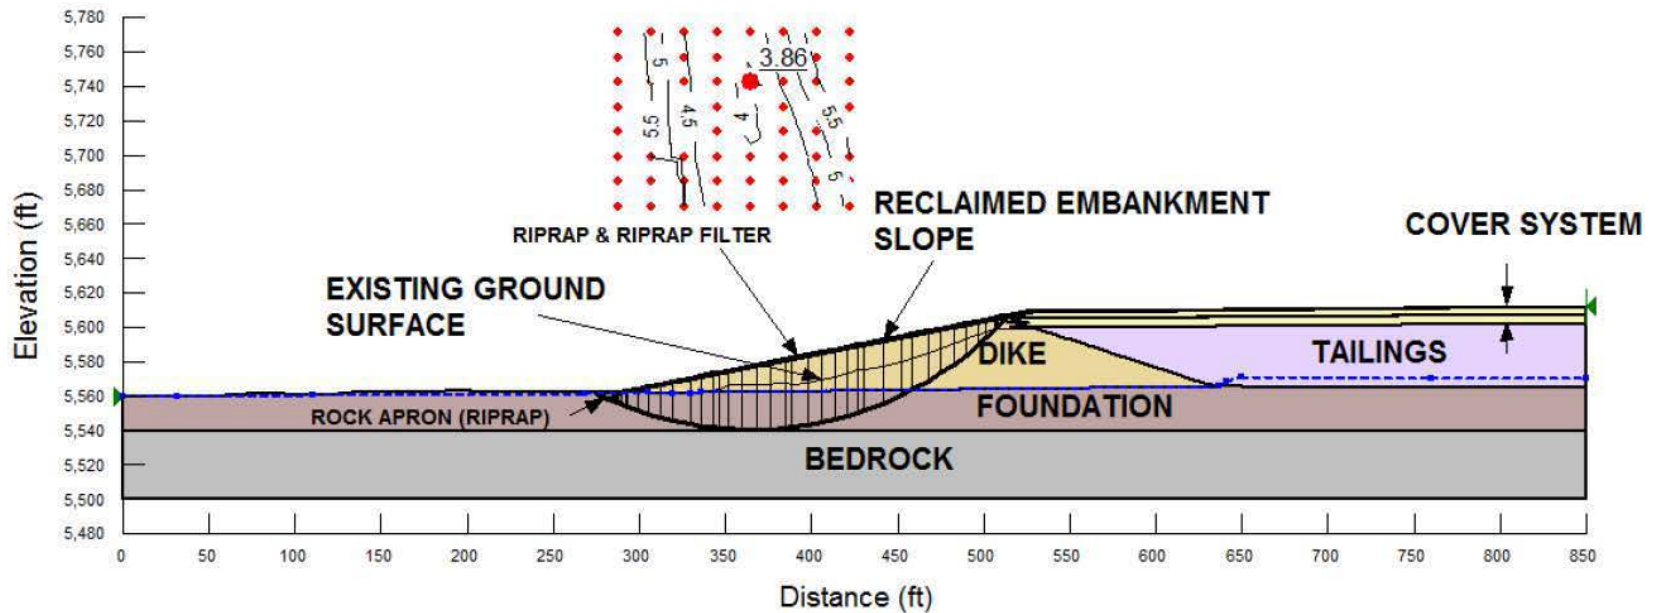 5,780
5,760
5,740
5,720
5,700
5,680
5,660
5,640
5,620
5,600
5,580
5,560
5,540
5,520
5,500
5,480
Elevation (ft)
3.86
5
5.5
4.5
4
5.5
5
RIPRAP & RIPRAP FILTER
RECLAIMED EMBANKMENT
SLOPE
COVER SYSTEM
EXISTING GROUND
SURFACE
DIKE
TAILINGS
ROCK APRON (RIPRAP)
FOUNDATION
BEDROCK
0 50 100 150 200 250 300 350 400 450 500 550 600 650 700 750 800 850
Distance (ft)